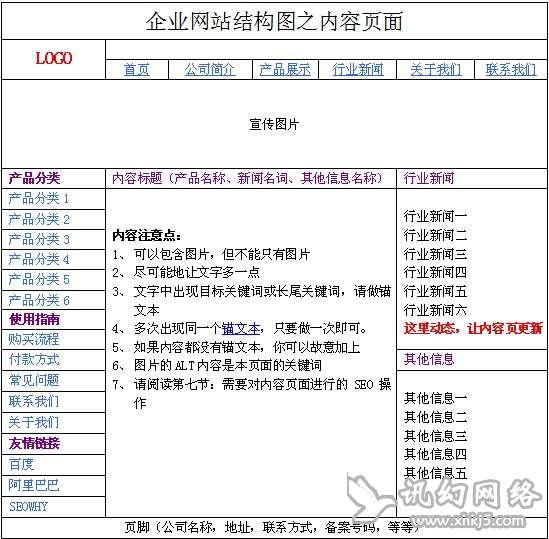 企业网站结构图之内容页面
LOGO
首页 公司简介 产品展示 行业新闻 关于我们 联系我们
宣传图片
产品分类
产品分类 1
产品分类 2
产品分类 3
产品分类 4
产品分类 5
产品分类 6
使用指南
购买流程
付款方式
常见问题
联系我们
关于我们
友情链接
百度
阿里巴巴
SEOWHY
内容标题（产品名称、新闻名词、其他信息名称）
内容注意点：
1、 可以包含图片，但不能只有图片
2、 尽可能地让文字多一点
3、 文字中出现目标关键词或长尾关键词，请做锚
文本
4、 多次出现同一个锚文本，只要做一次即可。
5、 如果内容都没有锚文本，你可以故意加上
6、 图片的 ALT 内容是本页面的关键词
7、 请阅读第七节：需要对内容页面进行的 SEO 操
作
行业新闻
行业新闻一
行业新闻二
行业新闻三
行业新闻四
行业新闻五
行业新闻六
这里动态，让内容页更新
其他信息
其他信息一
其他信息二
其他信息三
其他信息四
其他信息五
讯幻网络
www.xnkj5.com
页脚（公司名称，地址，联系方式，备案号码，等等）